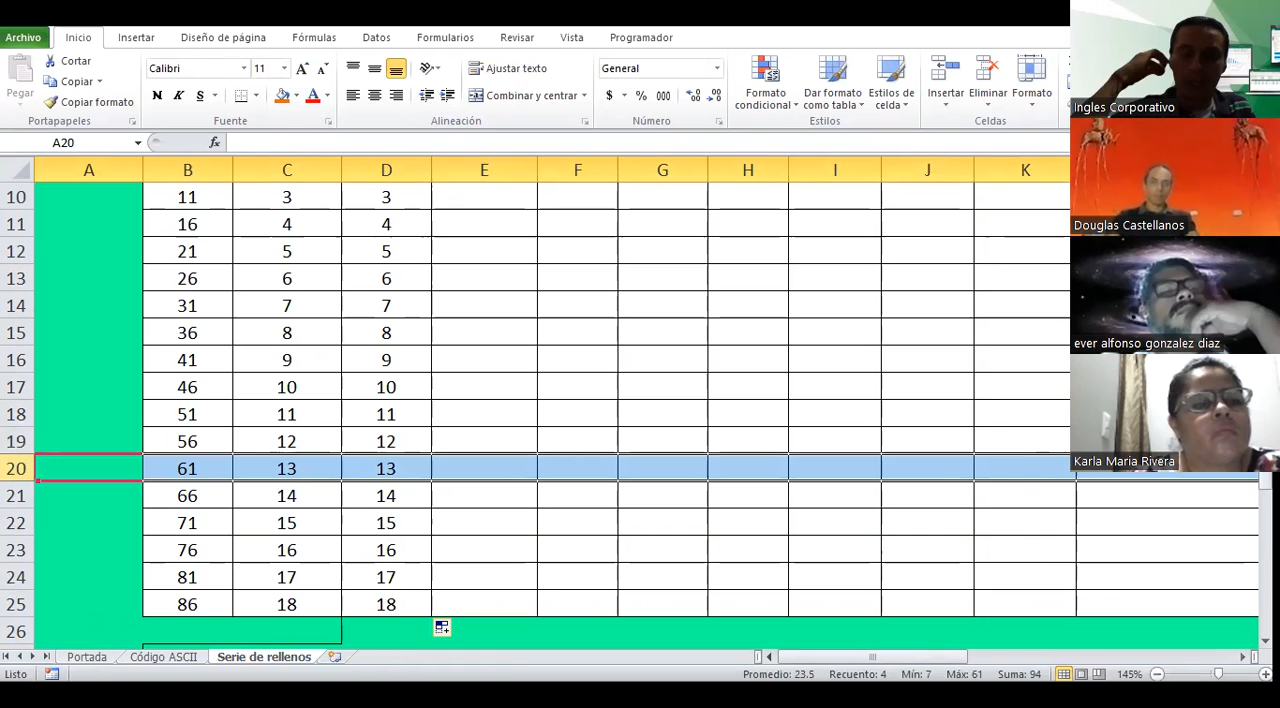 Archivo Inicio Insertar Diseño de página Fórmulas Datos Formularios Revisar Vista Programador
Cortar
Copiar
Copiar formato
Pegar
Portapapeles
Calibri 11
N K S
Fuente
Ajustar texto
Combinar y centrar
Alineación
General
$ % 000
Número
Formato condicional
Dar formato como tabla
Estilos de celda
Estilos
Insertar Eliminar Formato
Celdas
A20 fx
A B C D E F G H I J K
10 11 3 3
11 16 4 4
12 21 5 5
13 26 6 6
14 31 7 7
15 36 8 8
16 41 9 9
17 46 10 10
18 51 11 11
19 56 12 12
20 61 13 13
21 66 14 14
22 71 15 15
23 76 16 16
24 81 17 17
25 86 18 18
26
Portada Código ASCII Serie de rellenos
Listo Promedio: 23.5 Recuento: 4 Mín: 7 Máx: 61 Suma: 94 145%
Ingles Corporativo
Douglas Castellanos
ever alfonso gonzalez diaz
Karla Maria Rivera